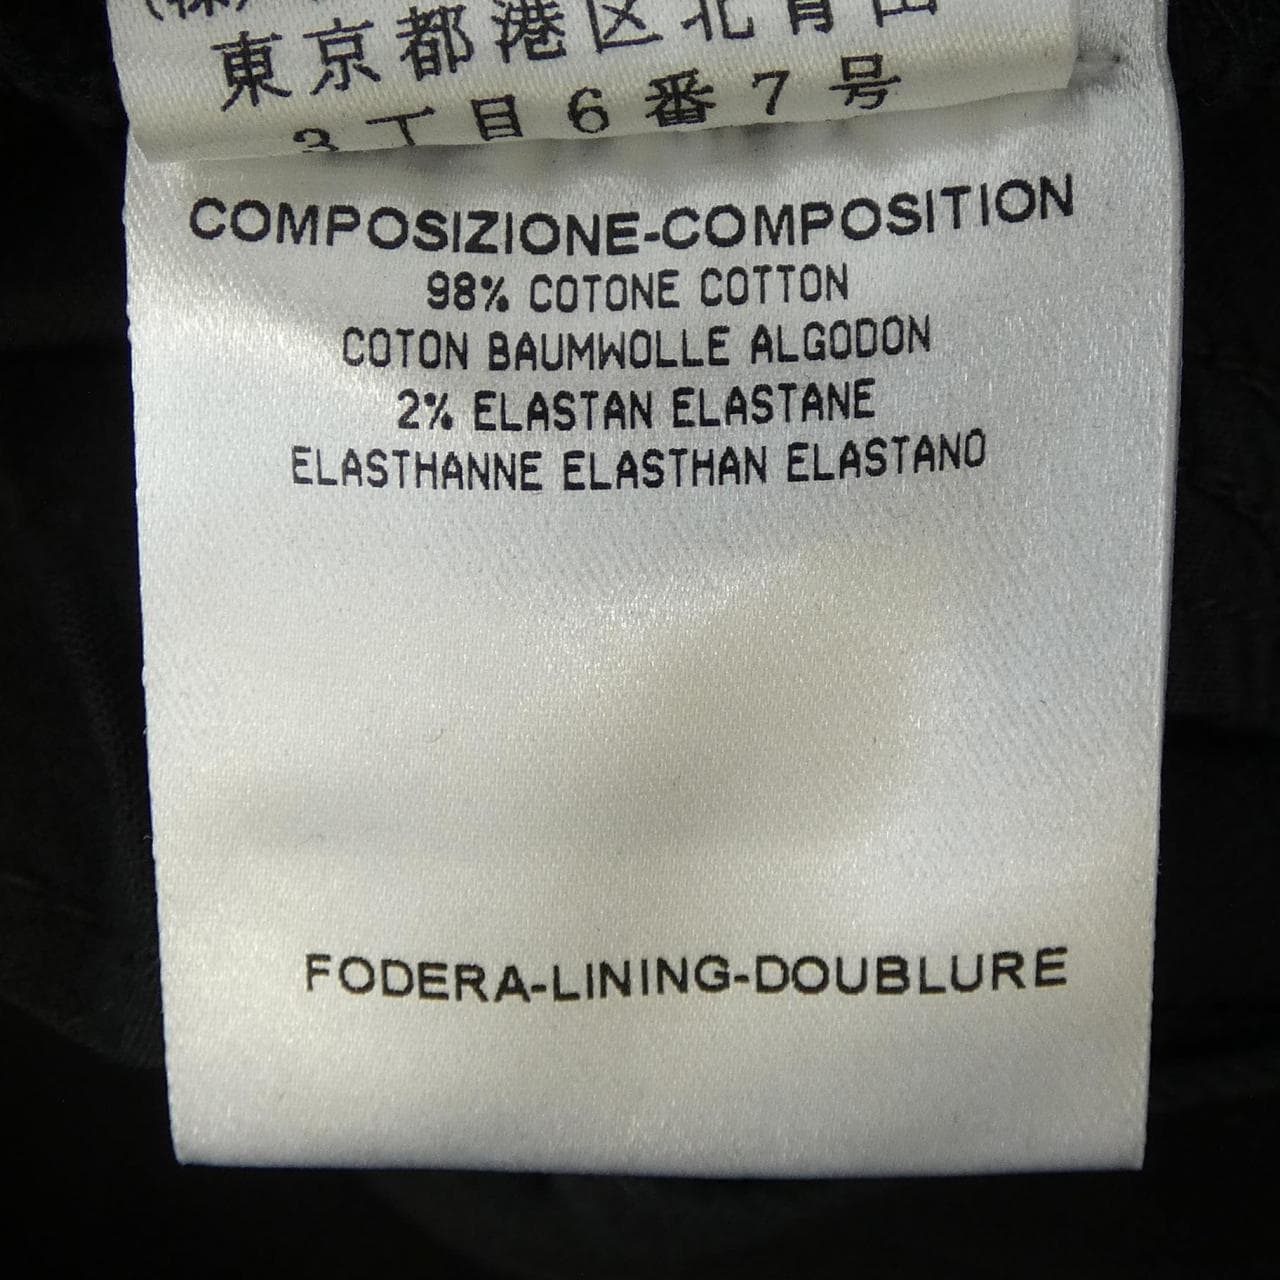 東京都港区北青山
3丁目6番7号
COMPOSIZIONE-COMPOSITION
98% COTONE COTTON
COTON BAUMWOLLE ALGODON
2% ELASTAN ELASTANE
ELASTHANNE ELASTHAN ELASTANO
FODERA-LINING-DOUBLURE